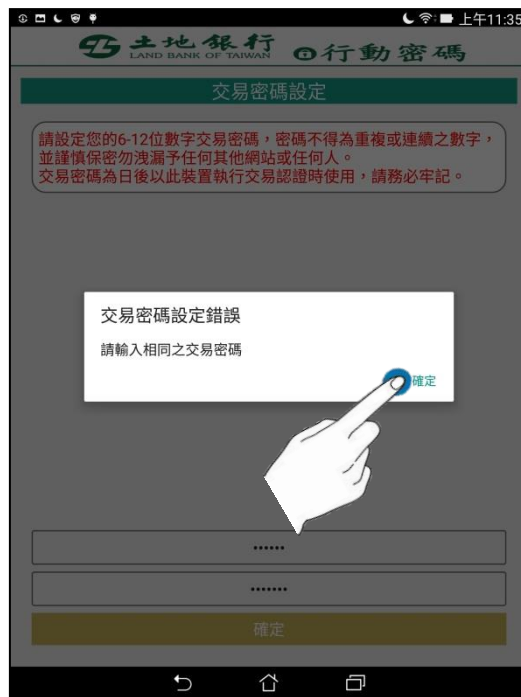 上午11:35
土地銀行
LAND BANK OF TAIWAN
行動密碼
交易密碼設定
請設定您的6-12位數字交易密碼，密碼不得為重複或連續之數字，
並謹慎保密勿洩漏予任何其他網站或任何人。
交易密碼為日後以此裝置執行交易認證時使用，請務必牢記。
交易密碼設定錯誤
請輸入相同之交易密碼
確定
••••••
•••••••
確定